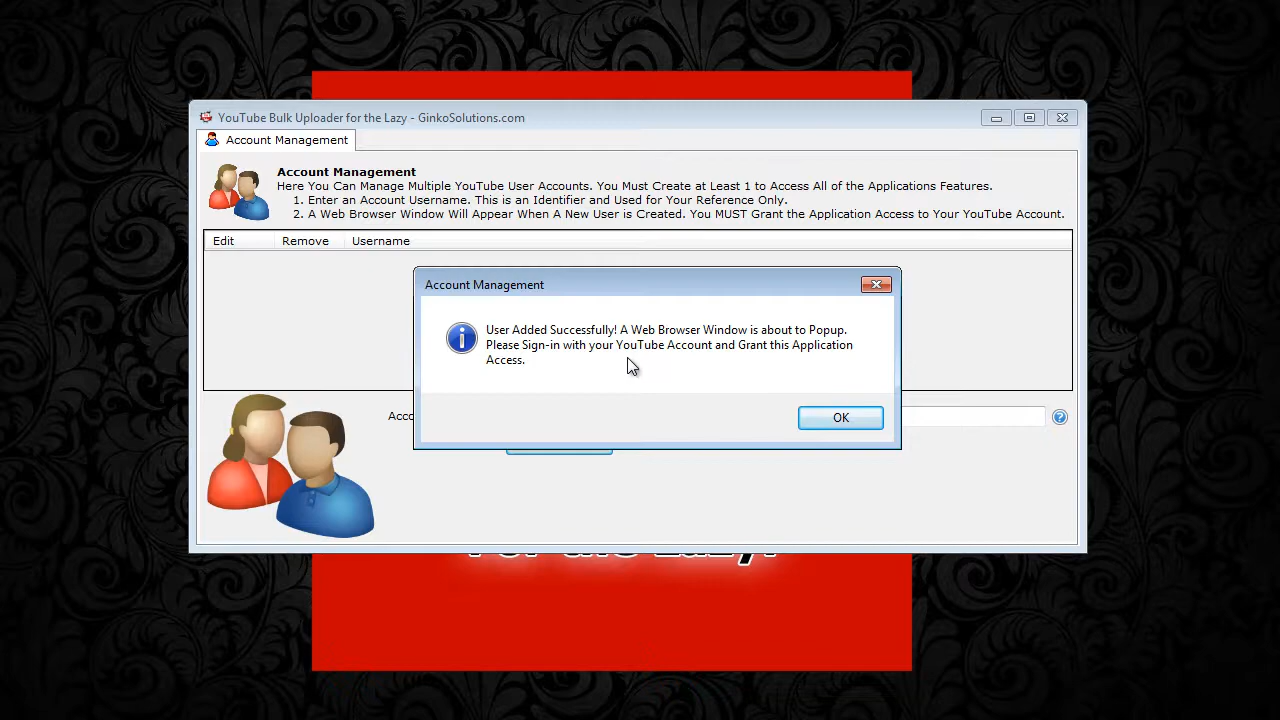 YouTube Bulk Uploader for the Lazy - GinkoSolutions.com
Account Management
Account Management
Here You Can Manage Multiple YouTube User Accounts. You Must Create at Least 1 to Access All of the Applications Features.
1. Enter an Account Username. This is an Identifier and Used for Your Reference Only.
2. A Web Browser Window Will Appear When A New User is Created. You MUST Grant the Application Access to Your YouTube Account.
Edit Remove Username
Account Management
User Added Successfully! A Web Browser Window is about to Popup.
Please Sign-in with your YouTube Account and Grant this Application
Access.
OK